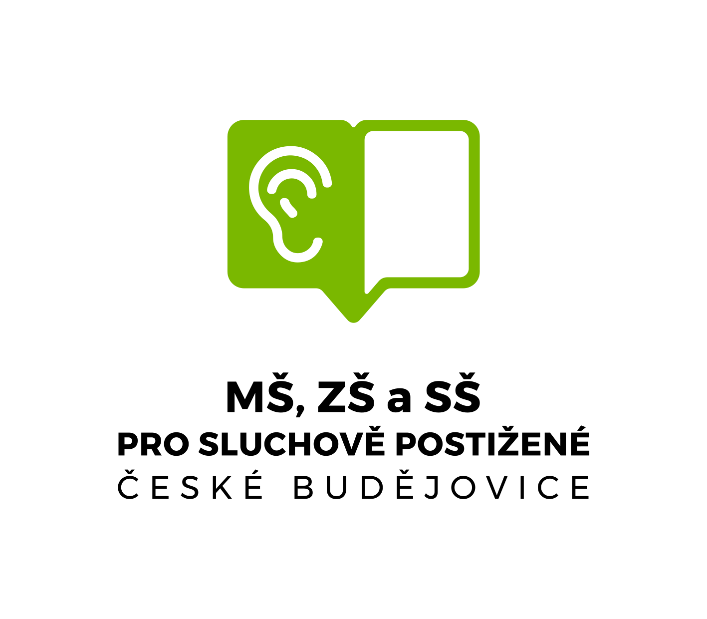 MŠ, ZŠ a SŠ
PRO SLUCHOVĚ POSTIŽENÉ
ČESKÉ BUDĚJOVICE